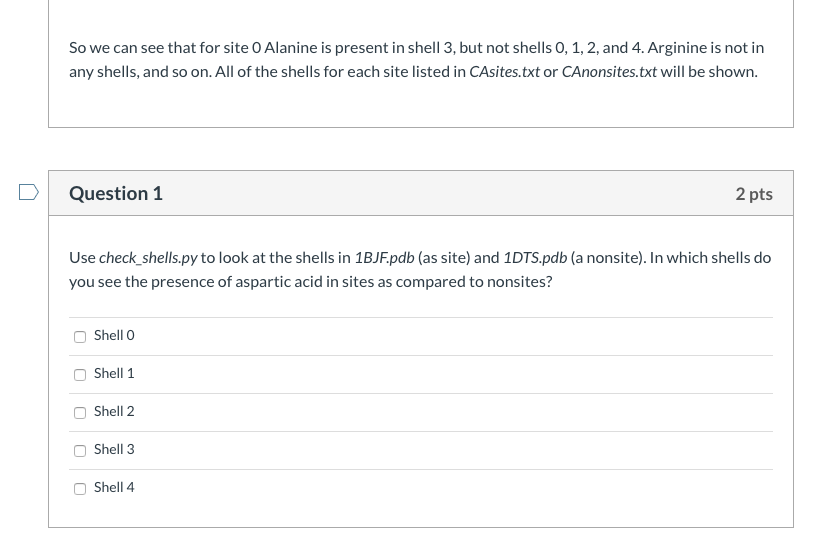 So we can see that for site 0 Alanine is present in shell 3, but not shells 0, 1, 2, and 4. Arginine is not in
any shells, and so on. All of the shells for each site listed in CAsites.txt or CAnonsites.txt will be shown.
Question 1
2 pts
Use check_shells.py to look at the shells in 1BJF.pdb (as site) and 1DTS.pdb (a nonsite). In which shells do
you see the presence of aspartic acid in sites as compared to nonsites?
Shell 0
Shell 1
Shell 2
Shell 3
Shell 4